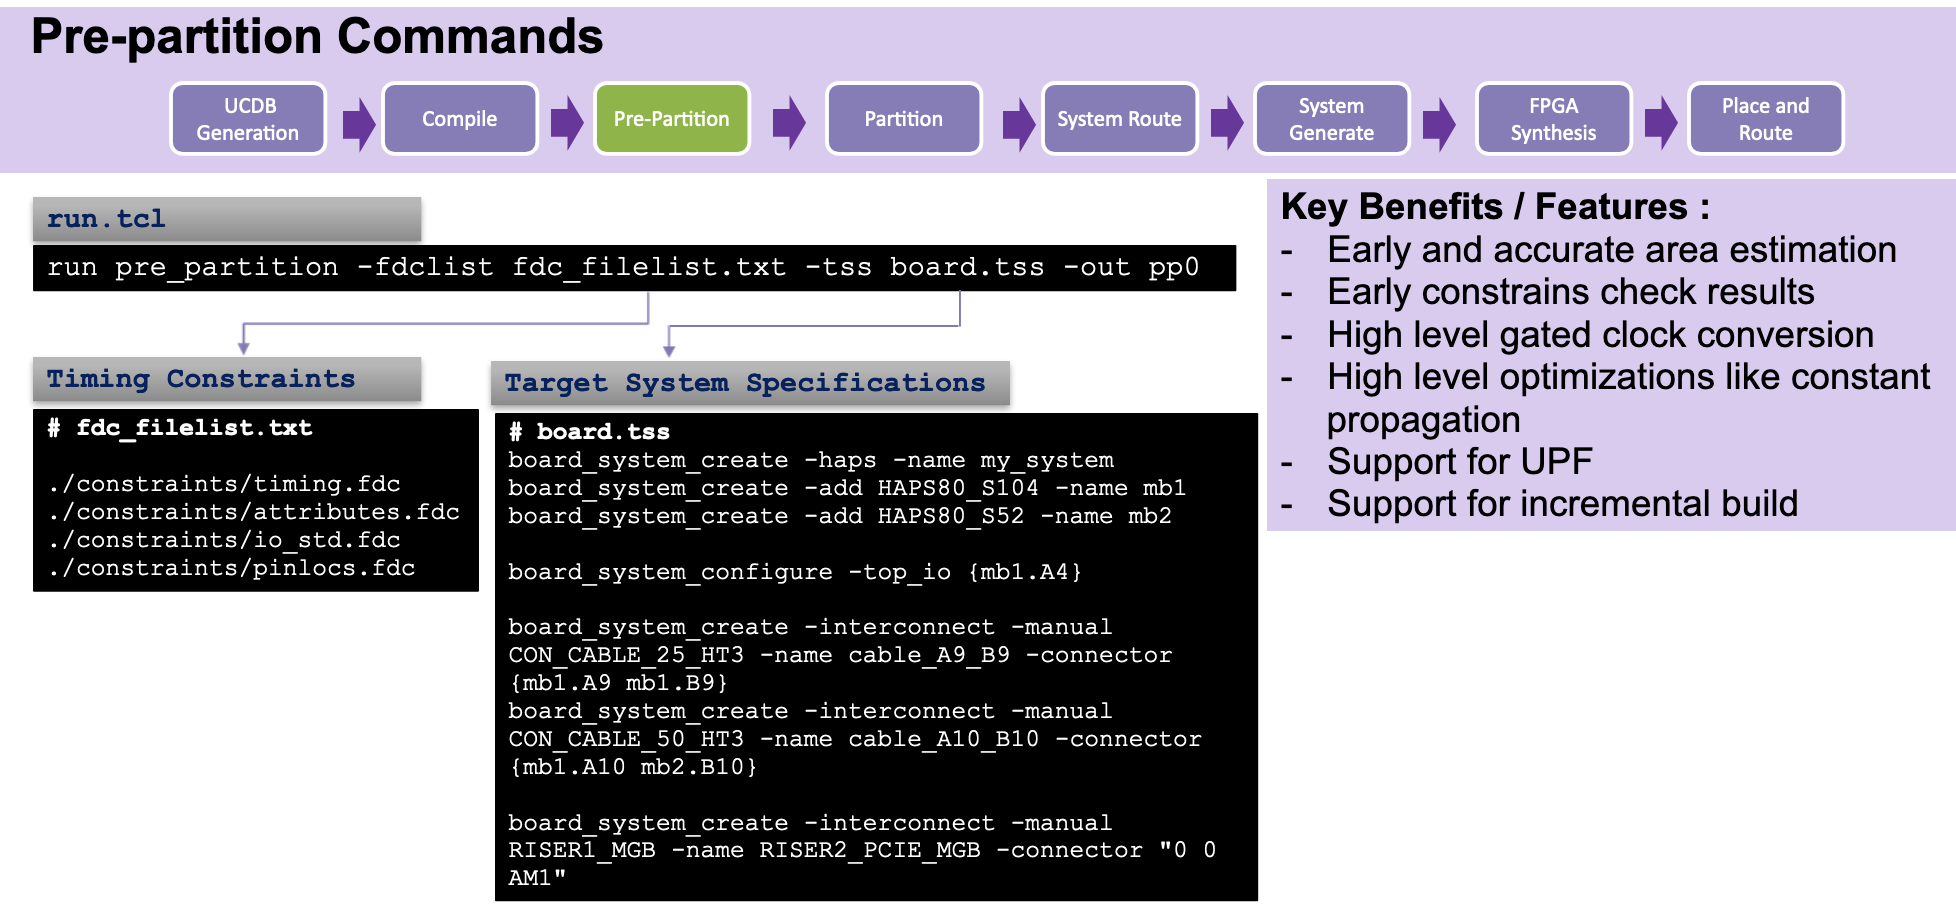 Pre-partition Commands
UCDB
Generation
Compile
Pre-Partition
Partition
System Route
System
Generate
FPGA
Synthesis
Place and
Route
run.tcl
run pre_partition -fdclist fdc_filelist.txt -tss board.tss -out pp0
Timing Constraints
# fdc_filelist.txt
./constraints/timing.fdc
./constraints/attributes.fdc
./constraints/io_std.fdc
./constraints/pinlocs.fdc
Target System Specifications
# board.tss
board_system_create -haps -name my_system
board_system_create -add HAPS80_S104 -name mb1
board_system_create -add HAPS80_S52 -name mb2
board_system_configure -top_io {mb1.A4}
board_system_create -interconnect -manual
CON_CABLE_25_HT3 -name cable_A9_B9 -connector
{mb1.A9 mb1.B9}
board_system_create -interconnect -manual
CON_CABLE_50_HT3 -name cable_A10_B10 -connector
{mb1.A10 mb2.B10}
board_system_create -interconnect -manual
RISER1_MGB -name RISER2_PCIE_MGB -connector "0 0
AM1"
Key Benefits / Features :
- Early and accurate area estimation
- Early constrains check results
- High level gated clock conversion
- High level optimizations like constant
propagation
- Support for UPF
- Support for incremental build